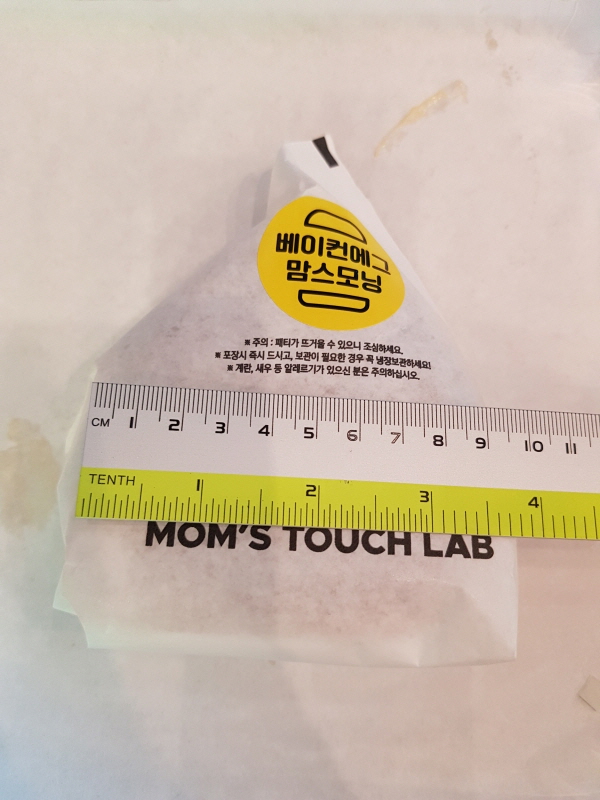 베이컨에그
맘스모닝
※ 주의 : 패티가 뜨거울 수 있으니 조심하세요.
※ 포장시 즉시 드시고, 보관이 필요한 경우 꼭 냉장보관하세요!
※ 계란, 새우 등 알레르기가 있으신 분은 주의하십시오.
CM 1 2 3 4 5 6 7 8 9 10 11
TENTH 1 2 3 4
MOM'S TOUCH LAB